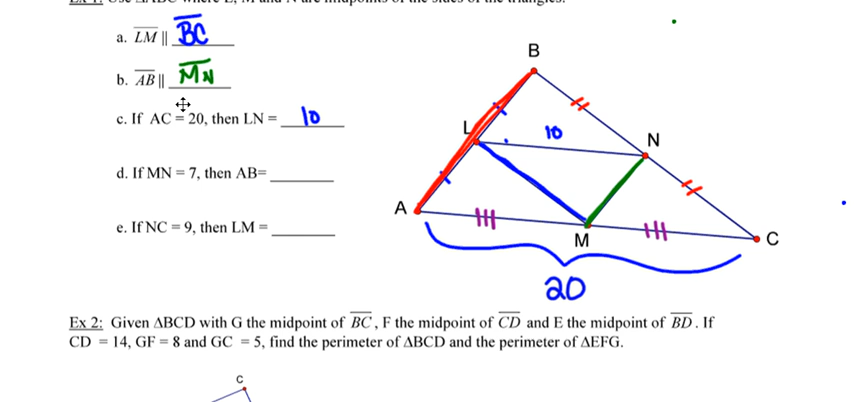 a. LM || BC
b. AB || MN
c. If AC = 20, then LN = 10
d. If MN = 7, then AB= ______
e. If NC = 9, then LM = ______
B
L
10
N
A
M
C
20
Ex 2: Given ΔBCD with G the midpoint of BC, F the midpoint of CD and E the midpoint of BD. If
CD = 14, GF = 8 and GC = 5, find the perimeter of ΔBCD and the perimeter of ΔEFG.
C